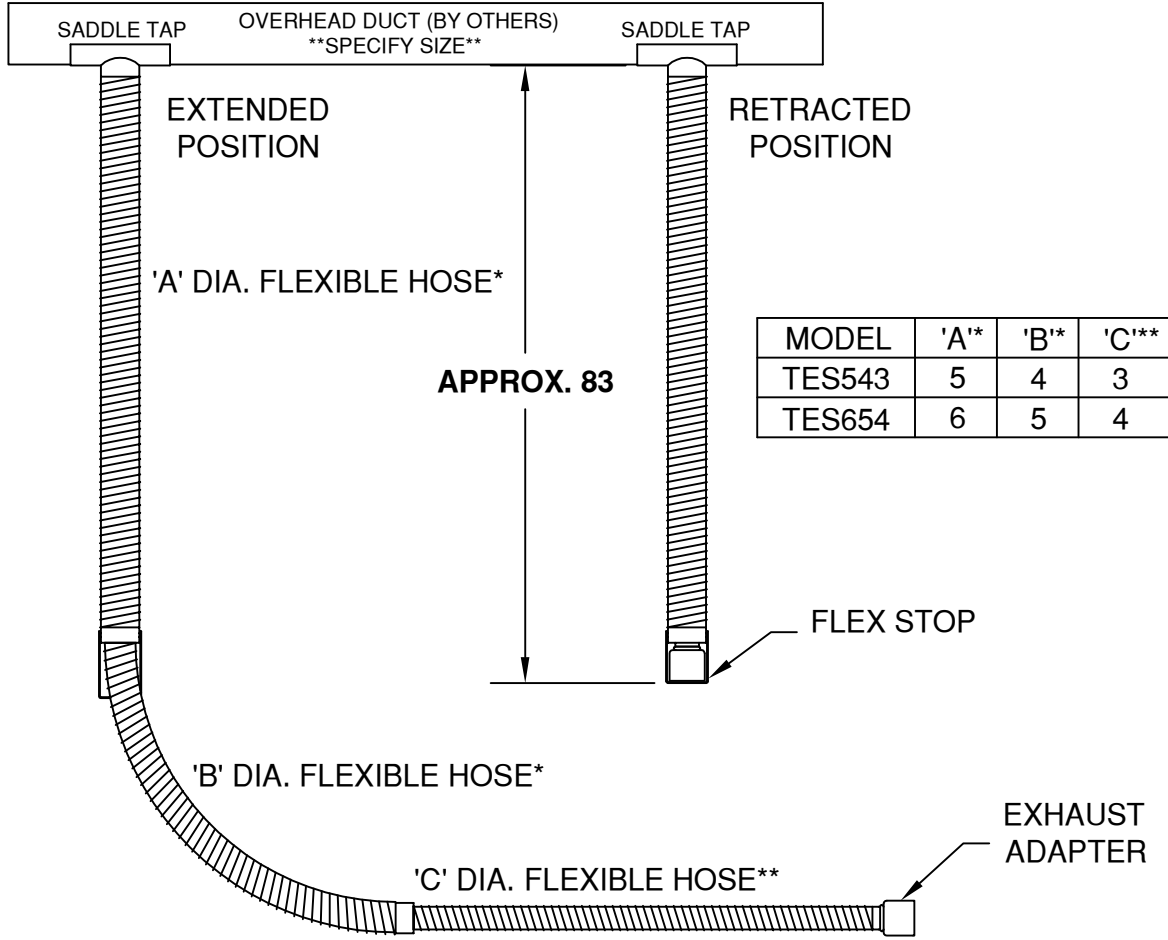 SADDLE TAP
OVERHEAD DUCT (BY OTHERS)
**SPECIFY SIZE**
SADDLE TAP
EXTENDED
POSITION
RETRACTED
POSITION
'A' DIA. FLEXIBLE HOSE*
APPROX. 83
MODEL 'A'* 'B'* 'C'**
TES543 5 4 3
TES654 6 5 4
FLEX STOP
'B' DIA. FLEXIBLE HOSE*
EXHAUST
ADAPTER
'C' DIA. FLEXIBLE HOSE**